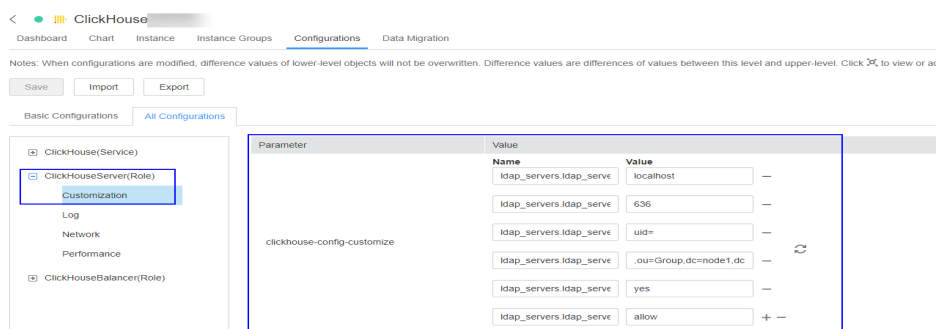 ClickHouse
Dashboard Chart Instance Instance Groups Configurations Data Migration
Notes: When configurations are modified, difference values of lower-level objects will not be overwritten. Difference values are differences of values between this level and upper-level. Click to view or
Save Import Export
Basic Configurations All Configurations
Parameter Value
Name Value
ClickHouse(Service)
ldap_servers.ldap_serve localhost
ClickHouseServer(Role)
Customization
ldap_servers.ldap_serve 636
Log
Network
ldap_servers.ldap_serve uid=
clickhouse-config-customize
Performance
ldap_servers.ldap_serve ,ou=Group,dc=node1,dc
ClickHouseBalancer(Role)
ldap_servers.ldap_serve yes
ldap_servers.ldap_serve allow